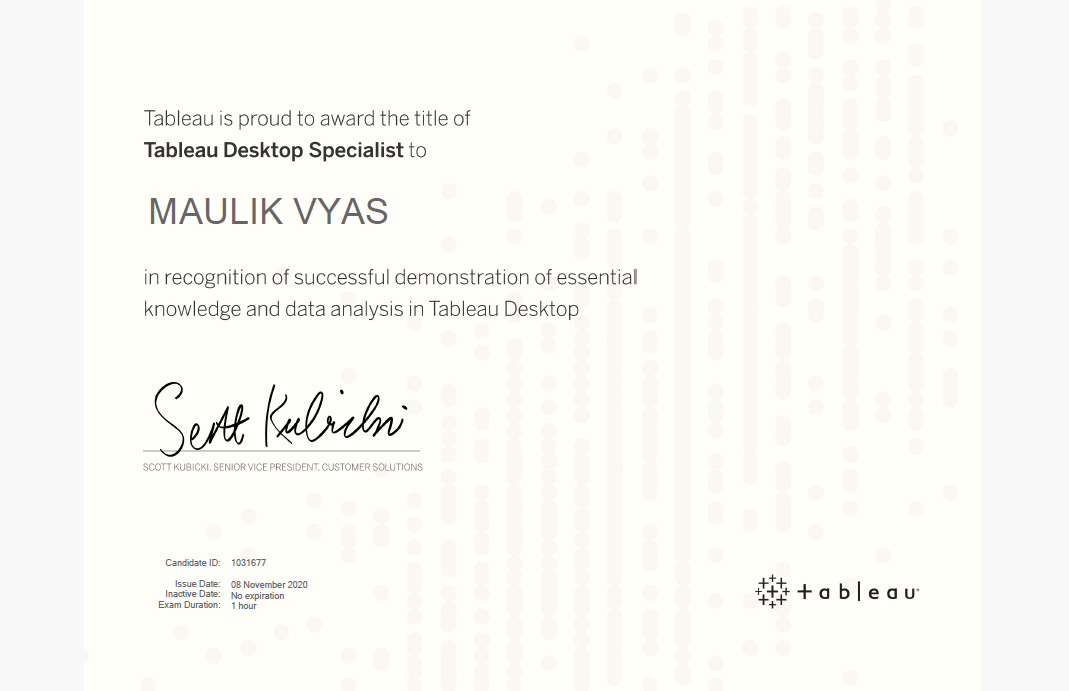 Tableau is proud to award the title of
Tableau Desktop Specialist to
MAULIK VYAS
in recognition of successful demonstration of essential
knowledge and data analysis in Tableau Desktop
Scott Kubicki
SCOTT KUBICKI, SENIOR VICE PRESIDENT, CUSTOMER SOLUTIONS
Candidate ID: 1031677
Issue Date: 08 November 2020
Inactive Date: No expiration
Exam Duration: 1 hour
+ableau®